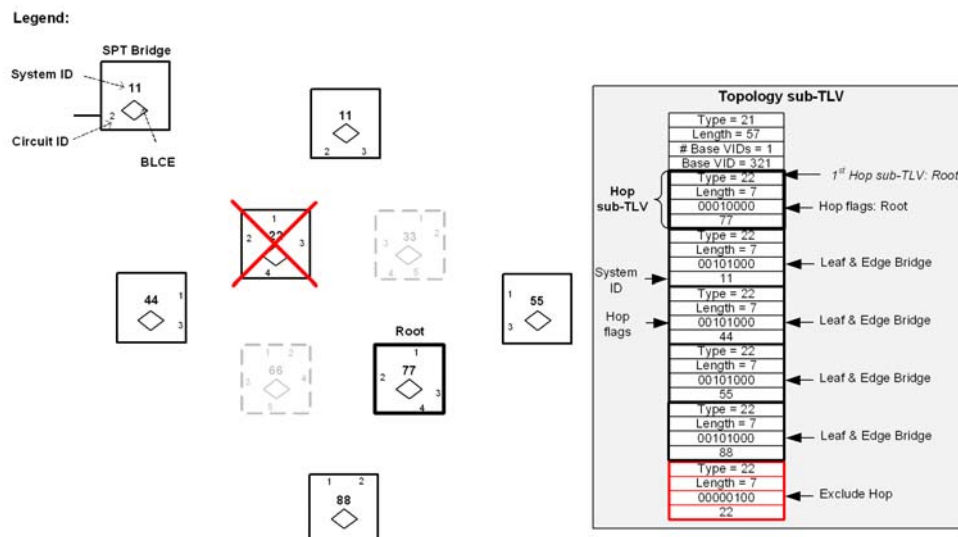 Legend:
SPT Bridge
System ID
11
2
Circuit ID
BLCE
11
2 3
1
22
2 3
4
1 2
33
3 4
4 5
44
1
3
1
55
3
1 2
66
3 4
5
Root
1
77
2 3
4
1 2
88
Topology sub-TLV
Type = 21
Length = 57
# Base VIDs = 1
Base VID = 321
1st Hop sub-TLV: Root
Hop sub-TLV
Type = 22
Length = 7
00010000
Hop flags: Root
77
Type = 22
Length = 7
00101000
Leaf & Edge Bridge
System ID
11
Type = 22
Length = 7
Hop flags
00101000
Leaf & Edge Bridge
44
Type = 22
Length = 7
00101000
Leaf & Edge Bridge
55
Type = 22
Length = 7
00101000
Leaf & Edge Bridge
88
Type = 22
Length = 7
00000100
Exclude Hop
22